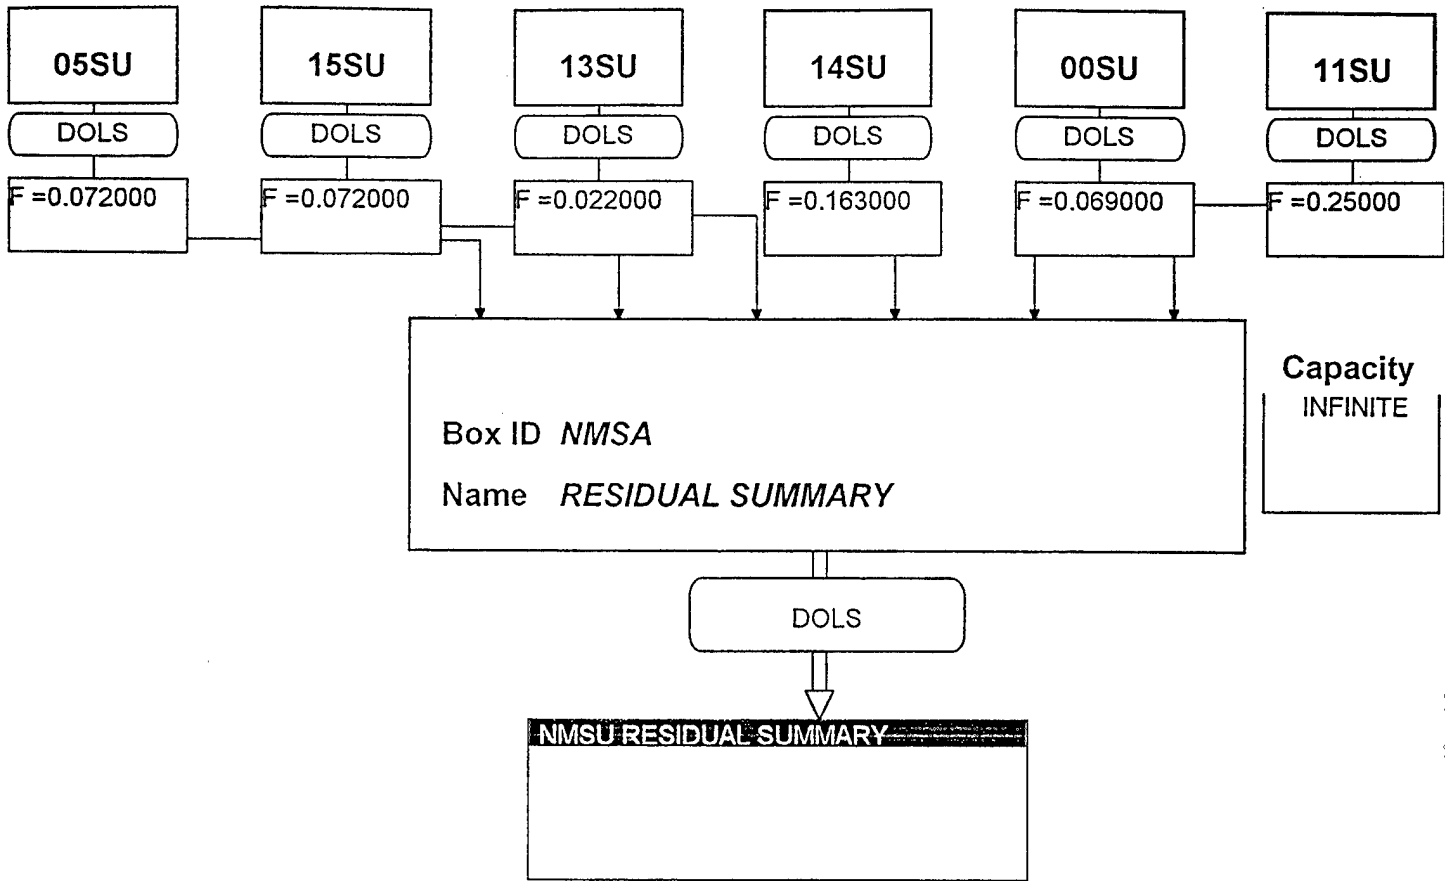 05SU 15SU 13SU 14SU 00SU 11SU
DOLS DOLS DOLS DOLS DOLS DOLS
F =0.072000 F =0.072000 F =0.022000 F =0.163000 F =0.069000 F =0.25000
Capacity
INFINITE
Box ID NMSA
Name RESIDUAL SUMMARY
DOLS
NMSU RESIDUAL SUMMARY